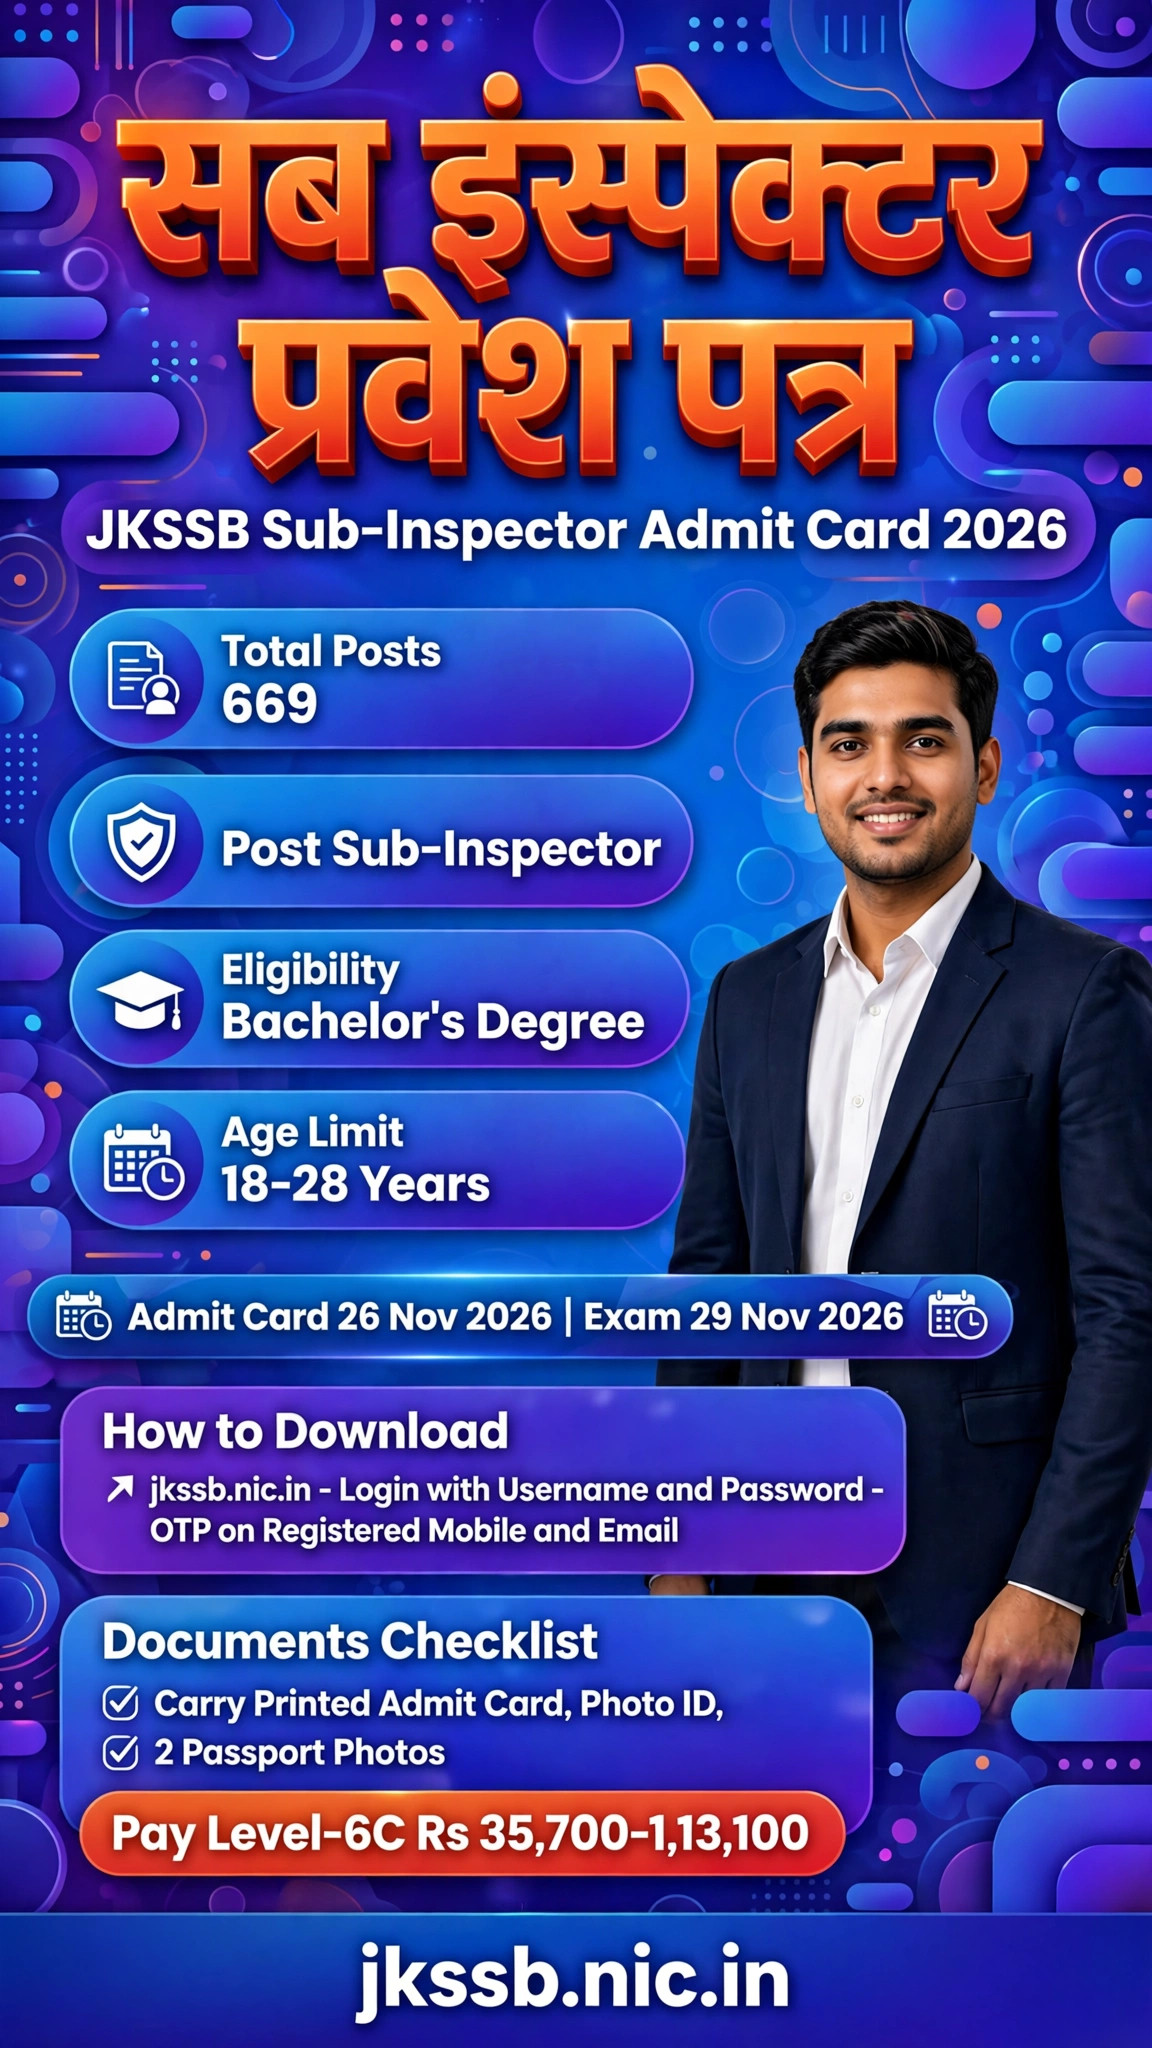 सब इंस्पेक्टर
प्रवेश पत्र
JKSSB Sub-Inspector Admit Card 2026
Total Posts
669
Post Sub-Inspector
Eligibility
Bachelor's Degree
Age Limit
18-28 Years
Admit Card 26 Nov 2026 | Exam 29 Nov 2026
How to Download
jkssb.nic.in - Login with Username and Password -
OTP on Registered Mobile and Email
Documents Checklist
Carry Printed Admit Card, Photo ID,
2 Passport Photos
Pay Level-6C Rs 35,700-1,13,100
jkssb.nic.in